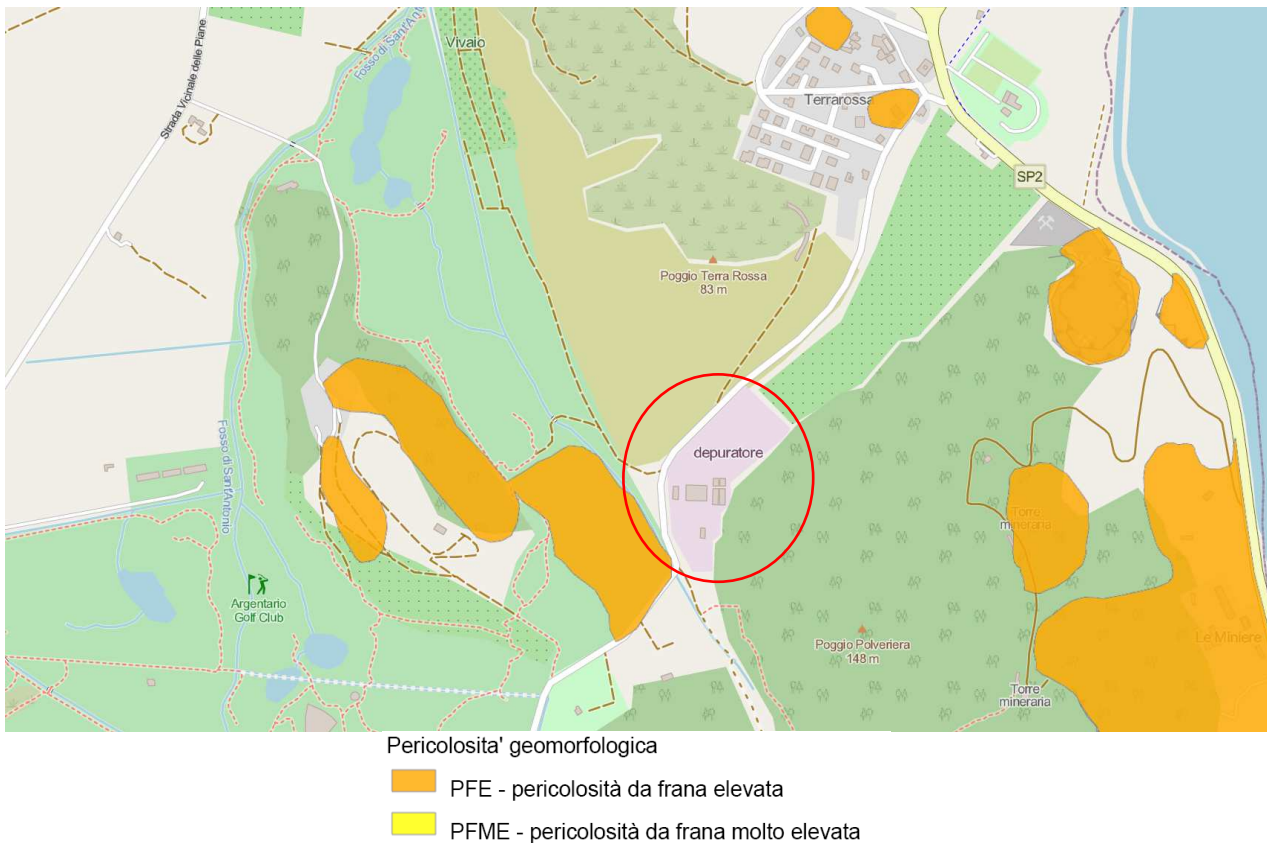 Strada Vicinale delle Piane
Fosso di Sant'Ant
Vivaio
Terrarossa
SP2
Poggio Terra Rossa
83 m
depuratore
Fosso di Sant'Antonio
Argentario
Golf Club
Torre
mineraria
Poggio Polveriera
148 m
Le Miniere
Torre
mineraria
Pericolosita' geomorfologica
PFE - pericolosità da frana elevata
PFME - pericolosità da frana molto elevata